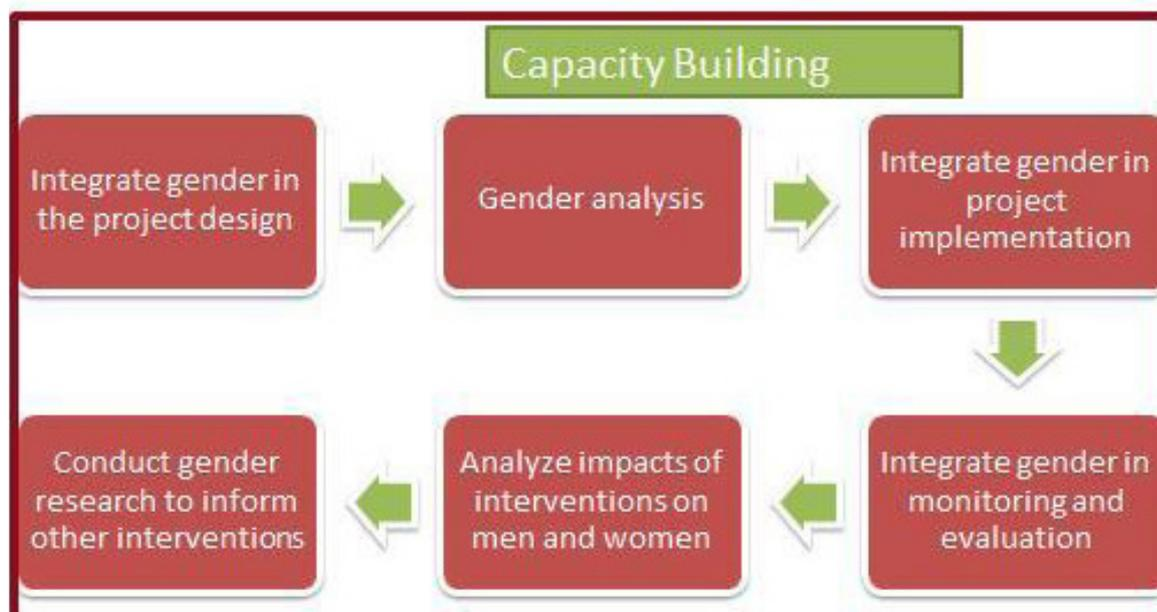 Capacity Building
Integrate gender in
the project design
Gender analysis
Integrate gender in
project
implementation
Integrate gender in
monitoring and
evaluation
Analyze impacts of
interventions on
men and women
Conduct gender
research to inform
other interventions